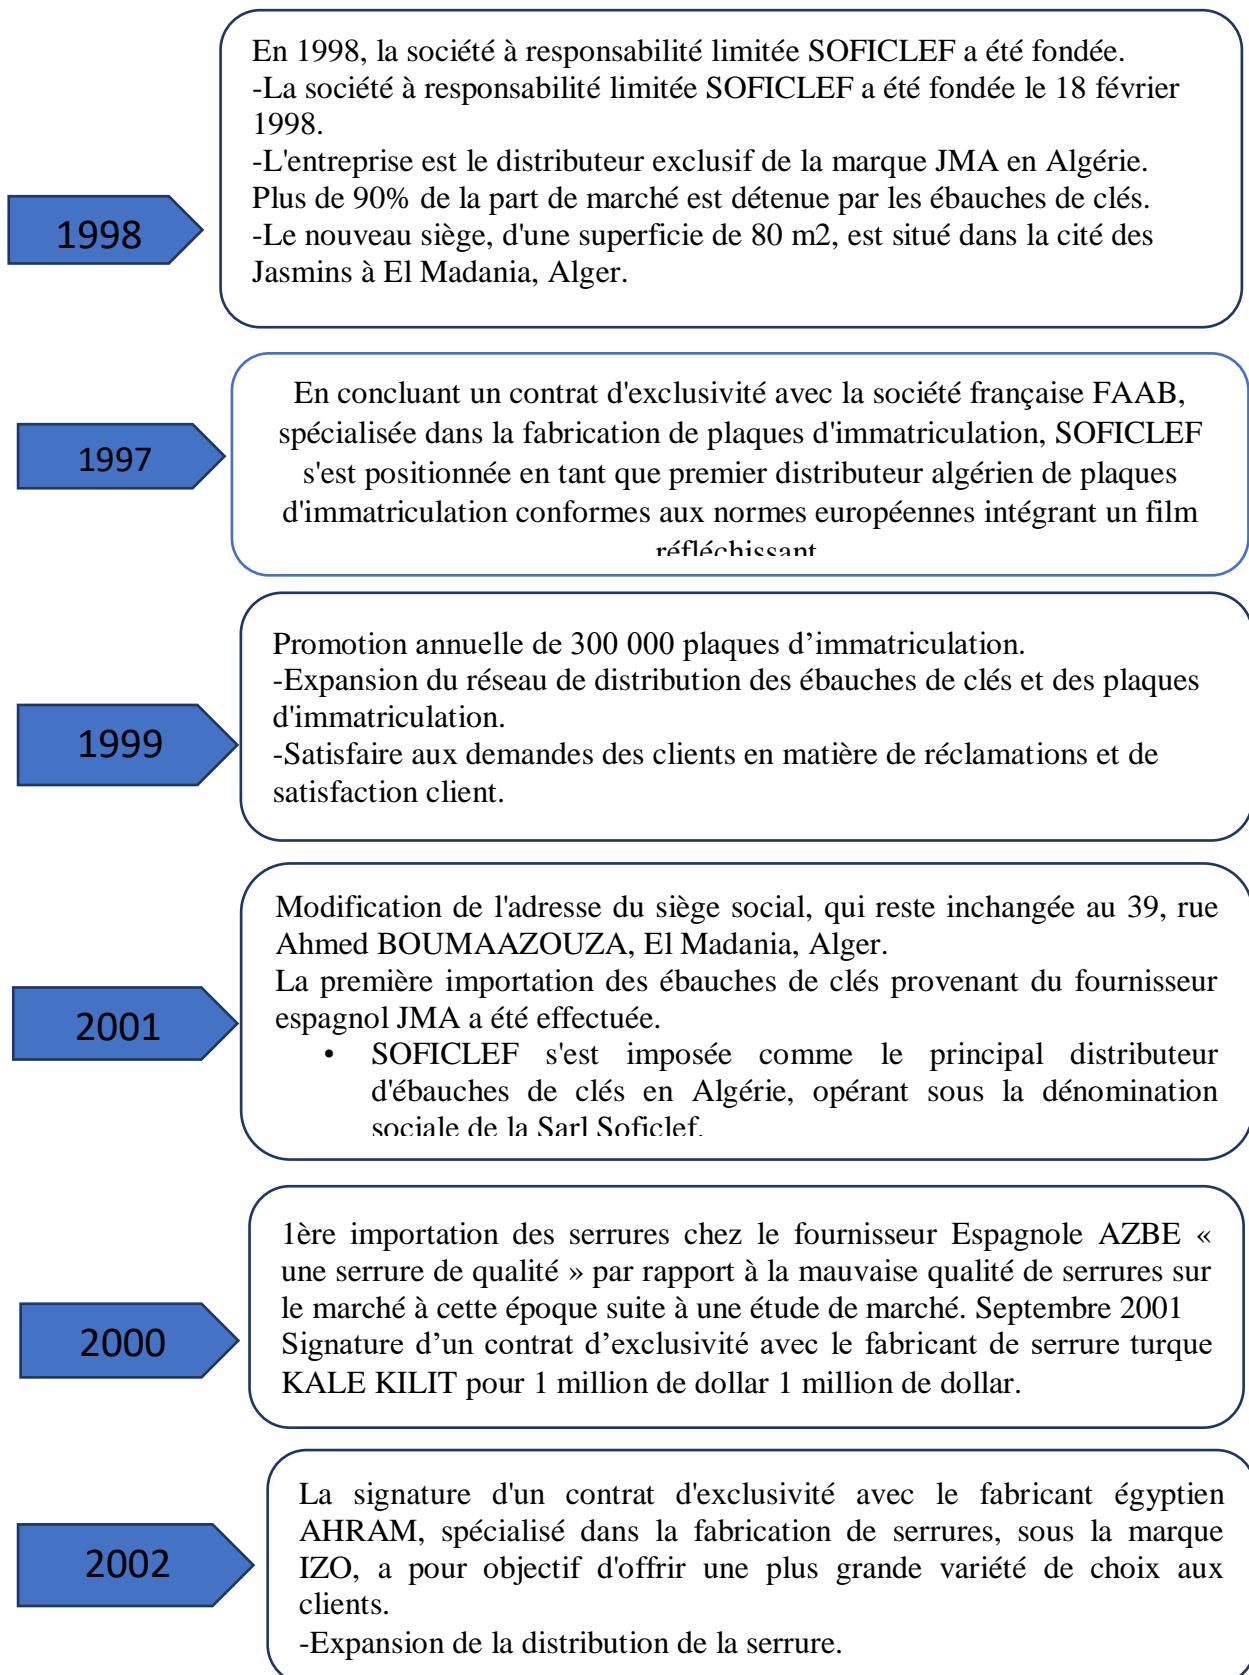 1998
En 1998, la société à responsabilité limitée SOFICLEF a été fondée.
-La société à responsabilité limitée SOFICLEF a été fondée le 18 février
1998.
-L'entreprise est le distributeur exclusif de la marque JMA en Algérie.
Plus de 90% de la part de marché est détenue par les ébauches de clés.
-Le nouveau siège, d'une superficie de 80 m2, est situé dans la cité des
Jasmins à El Madania, Alger.
1997
En concluant un contrat d'exclusivité avec la société française FAAB,
spécialisée dans la fabrication de plaques d'immatriculation, SOFICLEF
s'est positionnée en tant que premier distributeur algérien de plaques
d'immatriculation conformes aux normes européennes intégrant un film
réfléchissant
1999
Promotion annuelle de 300 000 plaques d’immatriculation.
-Expansion du réseau de distribution des ébauches de clés et des plaques
d'immatriculation.
-Satisfaire aux demandes des clients en matière de réclamations et de
satisfaction client.
2001
Modification de l'adresse du siège social, qui reste inchangée au 39, rue
Ahmed BOUMAAZOUZA, El Madania, Alger.
La première importation des ébauches de clés provenant du fournisseur
espagnol JMA a été effectuée.
• SOFICLEF s'est imposée comme le principal distributeur
d'ébauches de clés en Algérie, opérant sous la dénomination
sociale de la Sarl Soficlef.
2000
1ère importation des serrures chez le fournisseur Espagnole AZBE «
une serrure de qualité » par rapport à la mauvaise qualité de serrures sur
le marché à cette époque suite à une étude de marché. Septembre 2001
Signature d’un contrat d’exclusivité avec le fabricant de serrure turque
KALE KILIT pour 1 million de dollar 1 million de dollar.
2002
La signature d'un contrat d'exclusivité avec le fabricant égyptien
AHRAM, spécialisé dans la fabrication de serrures, sous la marque
IZO, a pour objectif d'offrir une plus grande variété de choix aux
clients.
-Expansion de la distribution de la serrure.